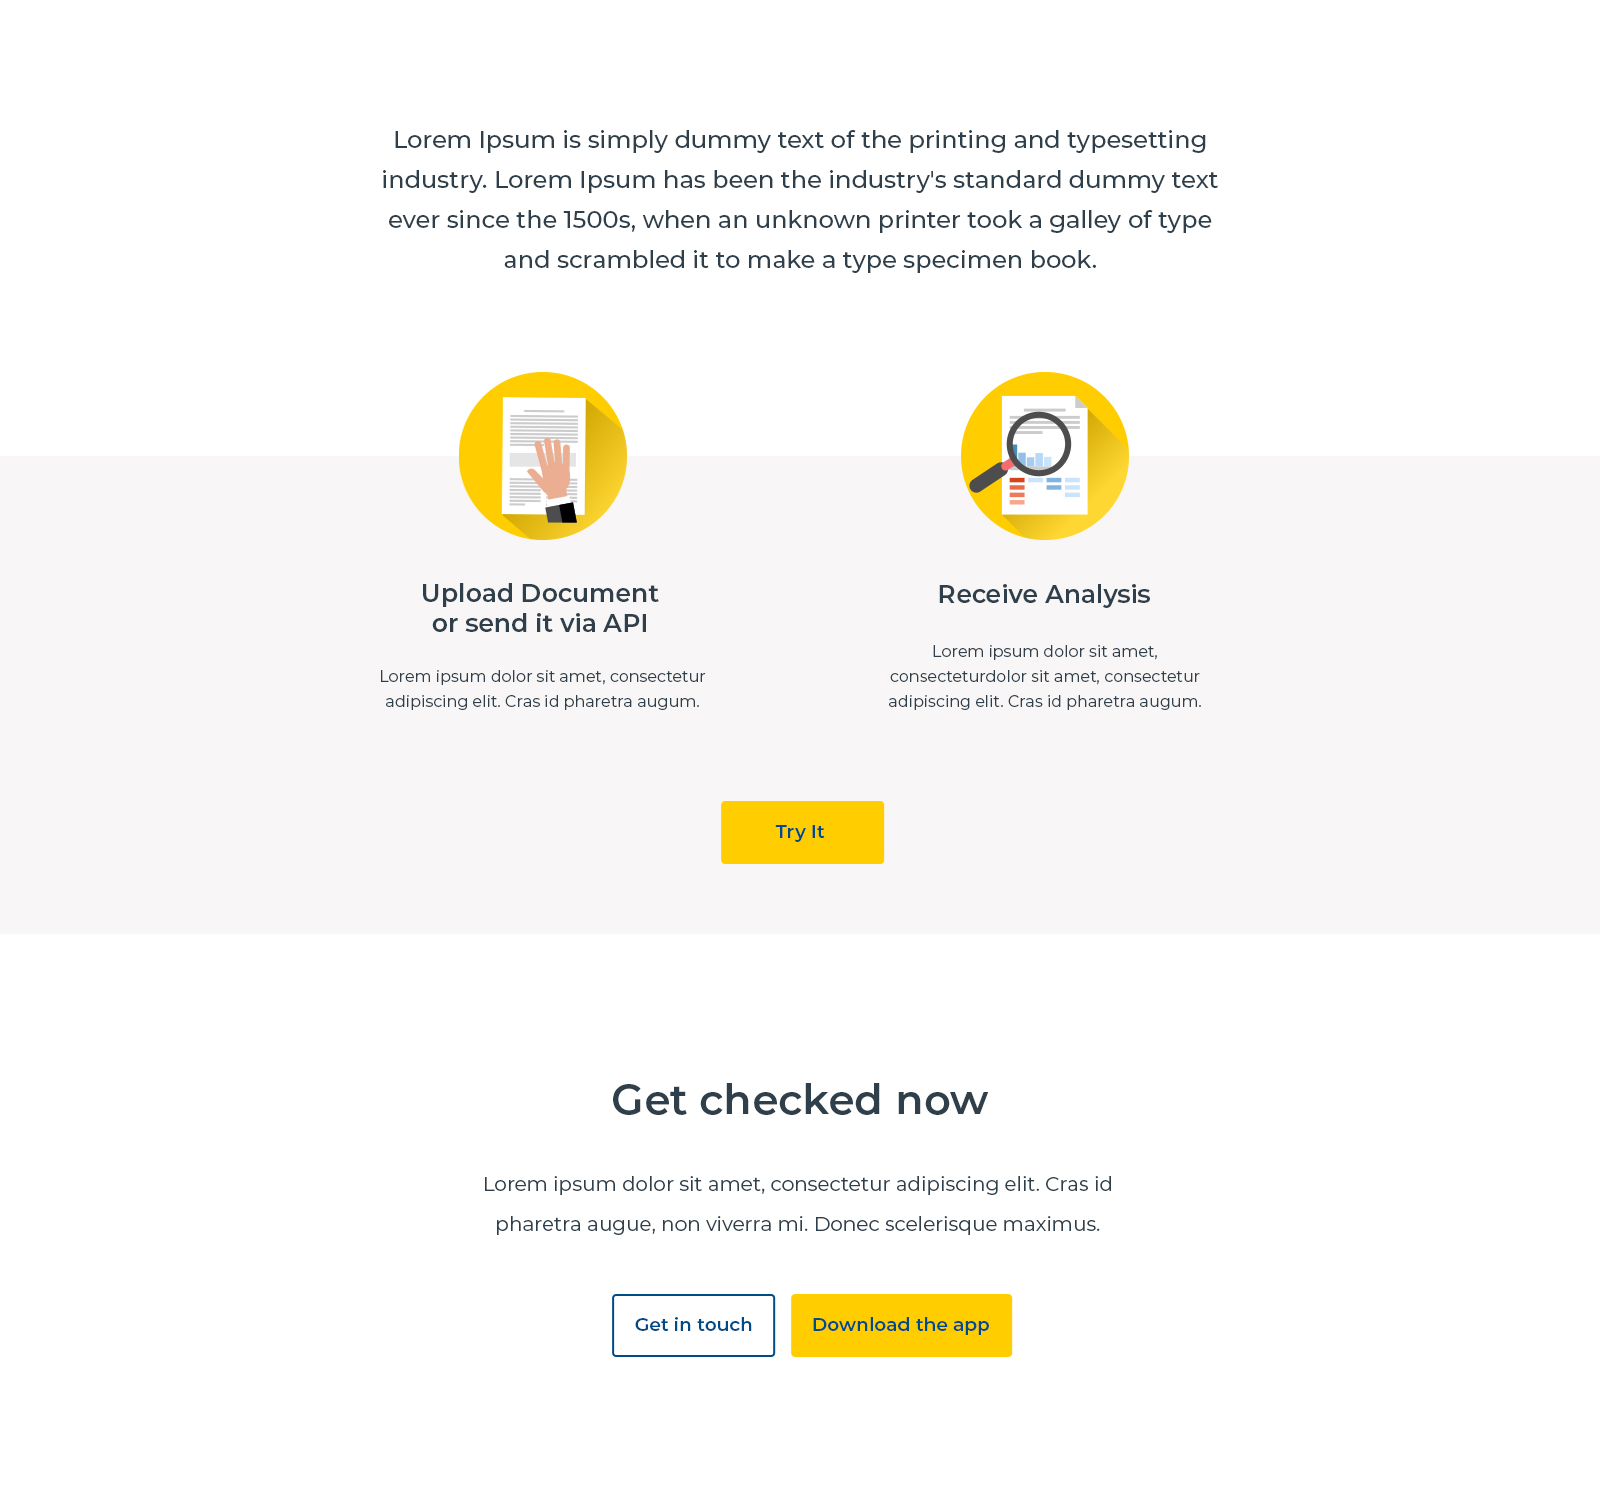 Lorem Ipsum is simply dummy text of the printing and typesetting
industry. Lorem Ipsum has been the industry's standard dummy text
ever since the 1500s, when an unknown printer took a galley of type
and scrambled it to make a type specimen book.
Upload Document
or send it via API
Lorem ipsum dolor sit amet, consectetur
adipiscing elit. Cras id pharetra augum.
Receive Analysis
Lorem ipsum dolor sit amet,
consecteturdolor sit amet, consectetur
adipiscing elit. Cras id pharetra augum.
Try It
Get checked now
Lorem ipsum dolor sit amet, consectetur adipiscing elit. Cras id
pharetra augue, non viverra mi. Donec scelerisque maximus.
Get in touch
Download the app